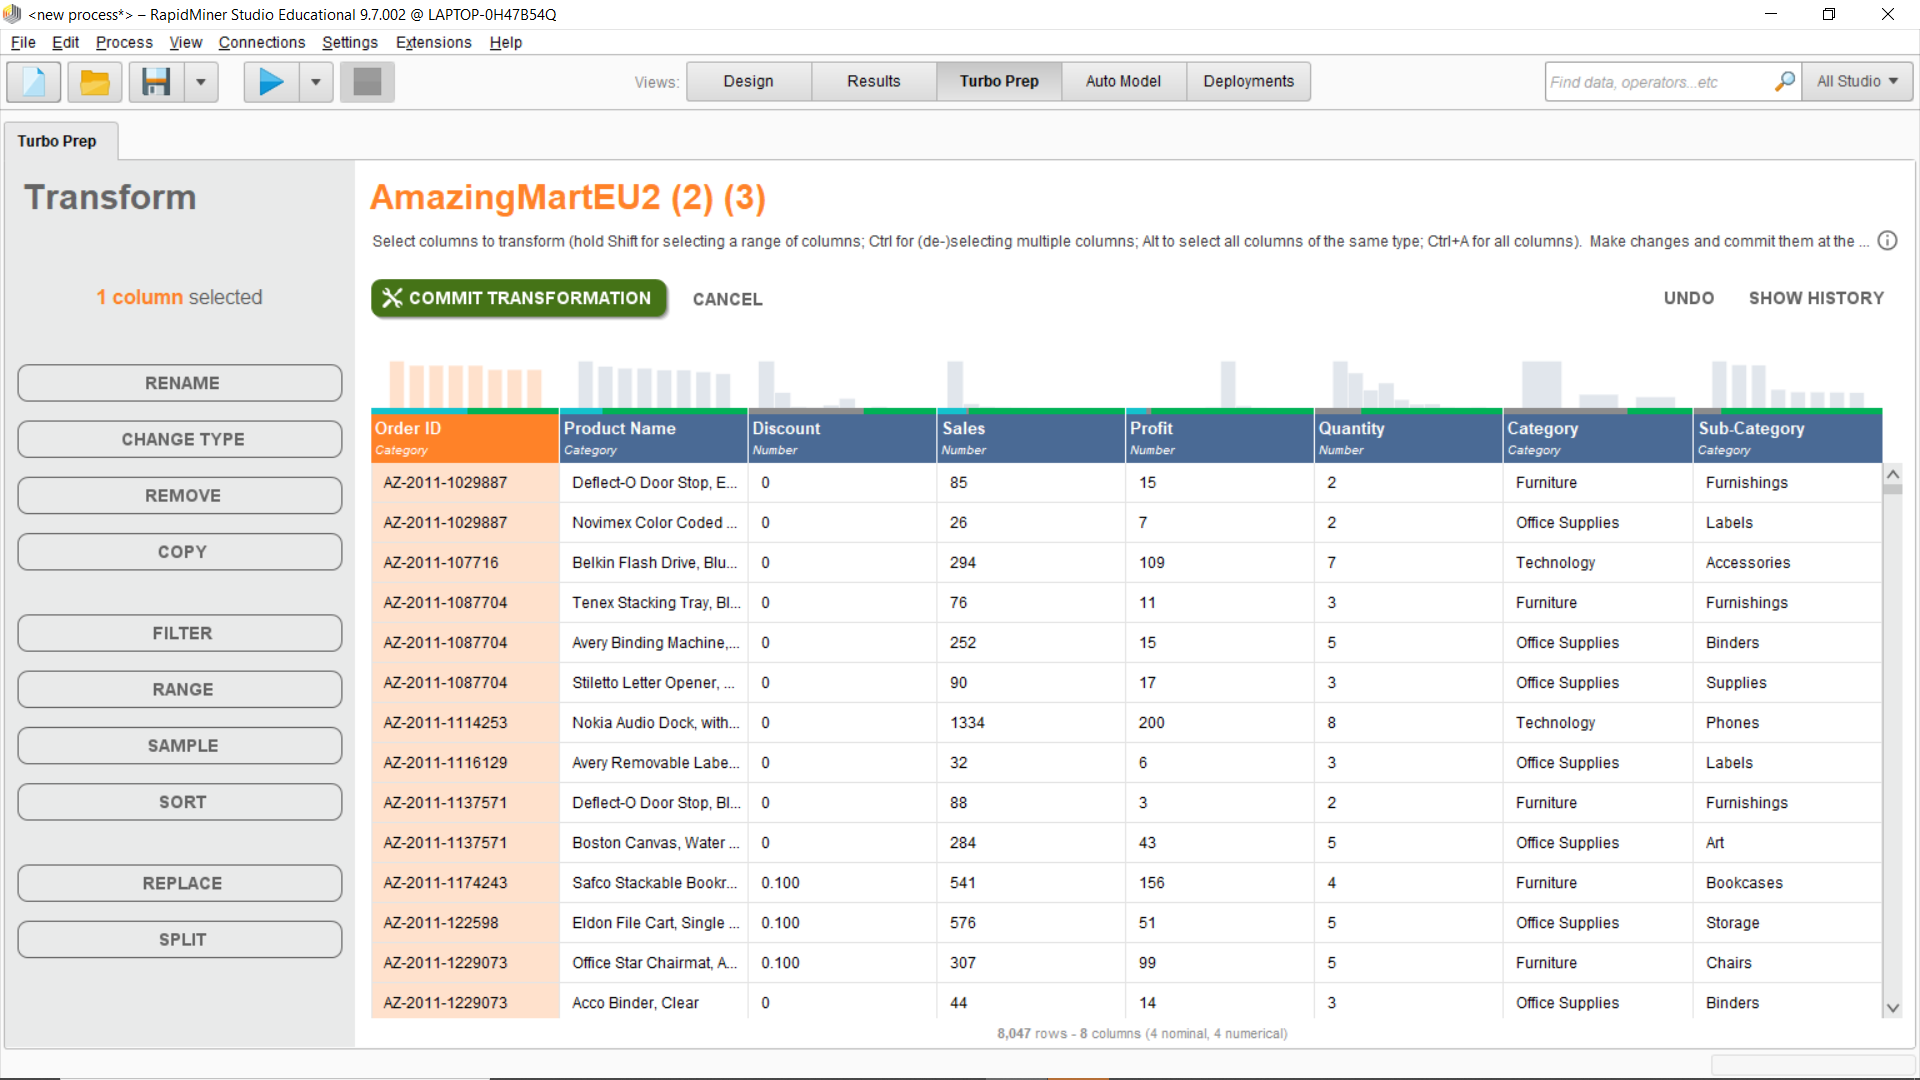 <new process*> – RapidMiner Studio Educational 9.7.002 @ LAPTOP-0H47B54Q
File Edit Process View Connections Settings Extensions Help
Views: Design Results Turbo Prep Auto Model Deployments Find data, operators...etc All Studio
Turbo Prep
Transform
1 column selected
RENAME
CHANGE TYPE
REMOVE
COPY
FILTER
RANGE
SAMPLE
SORT
REPLACE
SPLIT
AmazingMartEU2 (2) (3)
Select columns to transform (hold Shift for selecting a range of columns; Ctrl for (de-)selecting multiple columns; Alt to select all columns of the same type; Ctrl+A for all columns). Make changes and commit them at the ...
COMMIT TRANSFORMATION CANCEL UNDO SHOW HISTORY
Order ID Product Name Discount Sales Profit Quantity Category Sub-Category
Category Category Number Number Number Number Category Category
AZ-2011-1029887 Deflect-O Door Stop, E... 0 85 15 2 Furniture Furnishings
AZ-2011-1029887 Novimex Color Coded ... 0 26 7 2 Office Supplies Labels
AZ-2011-107716 Belkin Flash Drive, Blu... 0 294 109 7 Technology Accessories
AZ-2011-1087704 Tenex Stacking Tray, Bl... 0 76 11 3 Furniture Furnishings
AZ-2011-1087704 Avery Binding Machine,... 0 252 15 5 Office Supplies Binders
AZ-2011-1087704 Stiletto Letter Opener, ... 0 90 17 3 Office Supplies Supplies
AZ-2011-1114253 Nokia Audio Dock, with... 0 1334 200 8 Technology Phones
AZ-2011-1116129 Avery Removable Labe... 0 32 6 3 Office Supplies Labels
AZ-2011-1137571 Deflect-O Door Stop, Bl... 0 88 3 2 Furniture Furnishings
AZ-2011-1137571 Boston Canvas, Water ... 0 284 43 5 Office Supplies Art
AZ-2011-1174243 Safco Stackable Bookr... 0.100 541 156 4 Furniture Bookcases
AZ-2011-122598 Eldon File Cart, Single ... 0.100 576 51 5 Office Supplies Storage
AZ-2011-1229073 Office Star Chairmat, A... 0.100 307 99 5 Furniture Chairs
AZ-2011-1229073 Acco Binder, Clear 0 44 14 3 Office Supplies Binders
8,047 rows - 8 columns (4 nominal, 4 numerical)